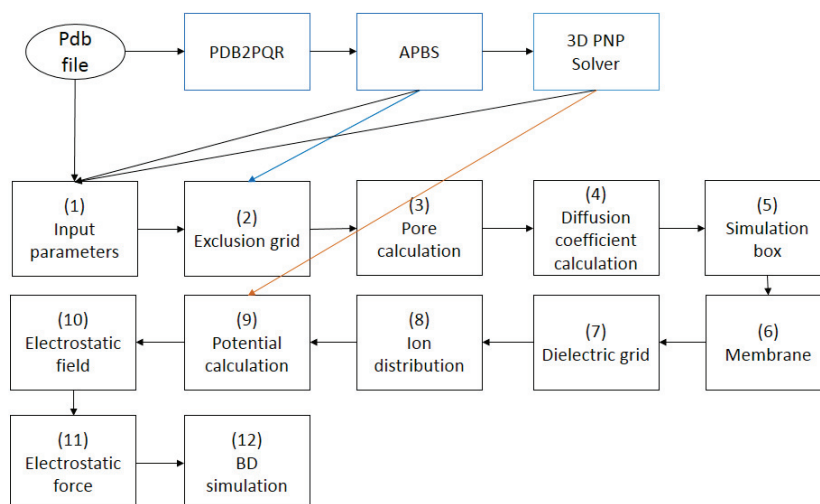 Pdb
file
PDB2PQR
APBS
3D PNP
Solver
(1)
Input
parameters
(2)
Exclusion grid
(3)
Pore
calculation
(4)
Diffusion
coefficient
calculation
(5)
Simulation
box
(10)
Electrostatic
field
(9)
Potential
calculation
(8)
Ion
distribution
(7)
Dielectric grid
(6)
Membrane
(11)
Electrostatic
force
(12)
BD
simulation